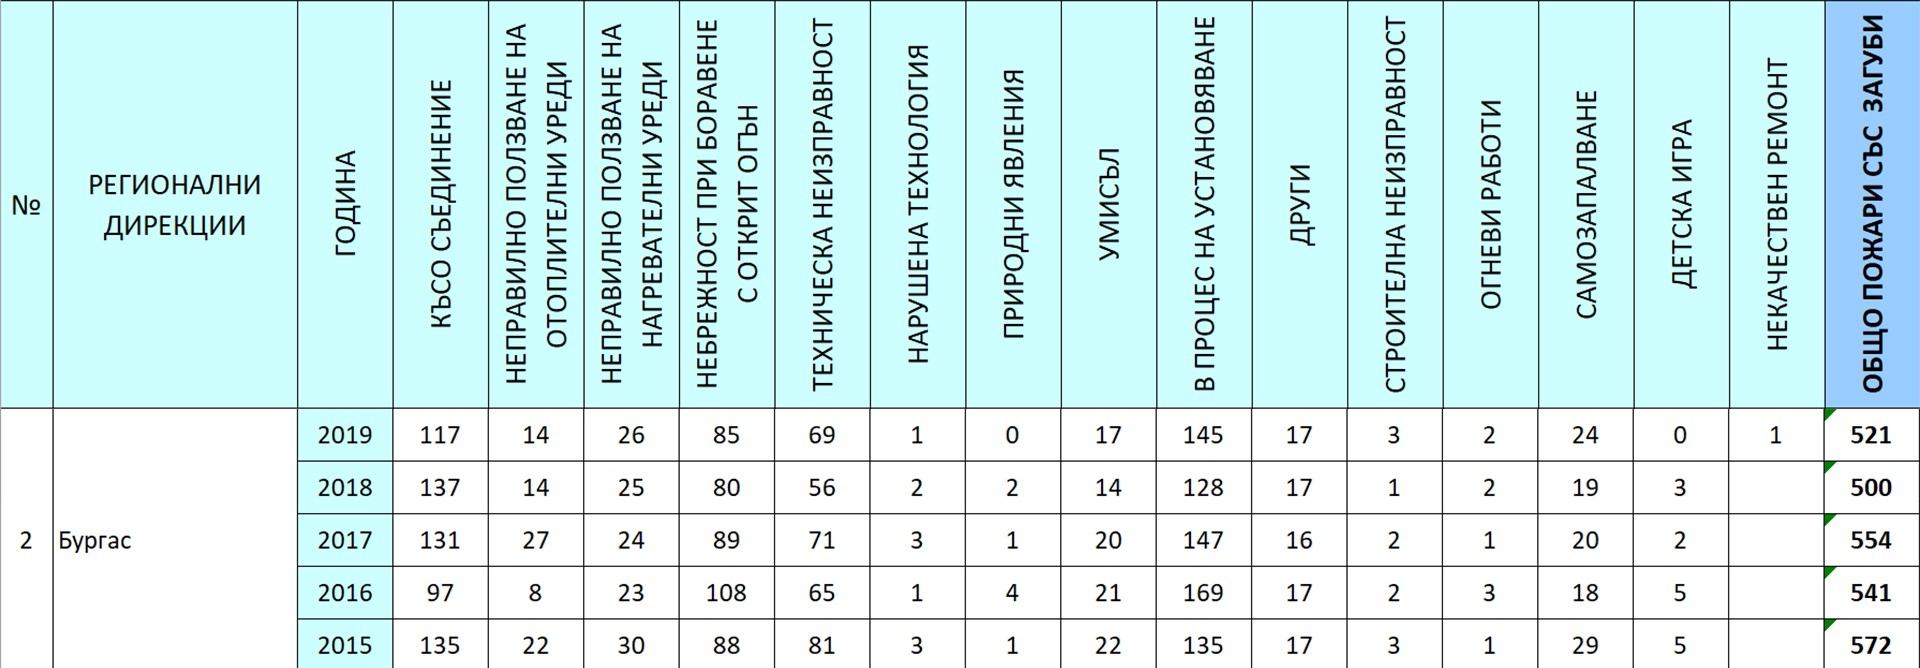 №
РЕГИОНАЛНИ
ДИРЕКЦИИ
ГОДИНА
КЪСО СЪЕДИНЕНИЕ
НЕПРАВИЛНО ПОЛЗВАНЕ НА
ОТОПЛИТЕЛНИ УРЕДИ
НЕПРАВИЛНО ПОЛЗВАНЕ НА
НАГРЕВАТЕЛНИ УРЕДИ
НЕБРЕЖНОСТ ПРИ БОРАВЕНЕ
С ОТКРИТ ОГЪН
ТЕХНИЧЕСКА НЕИЗПРАВНОСТ
НАРУШЕНА ТЕХНОЛОГИЯ
ПРИРОДНИ ЯВЛЕНИЯ
УМИСЪЛ
В ПРОЦЕС НА УСТАНОВЯВАНЕ
ДРУГИ
СТРОИТЕЛНА НЕИЗПРАВНОСТ
ОГНЕВИ РАБОТИ
САМОЗАПАЛВАНЕ
ДЕТСКА ИГРА
НЕКАЧЕСТВЕН РЕМОНТ
ОБЩО ПОЖАРИ СЪС ЗАГУБИ
2019 117 14 26 85 69 1 0 17 145 17 3 2 24 0 1 521
2018 137 14 25 80 56 2 2 14 128 17 1 2 19 3 500
2 Бургас 2017 131 27 24 89 71 3 1 20 147 16 2 1 20 2 554
2016 97 8 23 108 65 1 4 21 169 17 2 3 18 5 541
2015 135 22 30 88 81 3 1 22 135 17 3 1 29 5 572